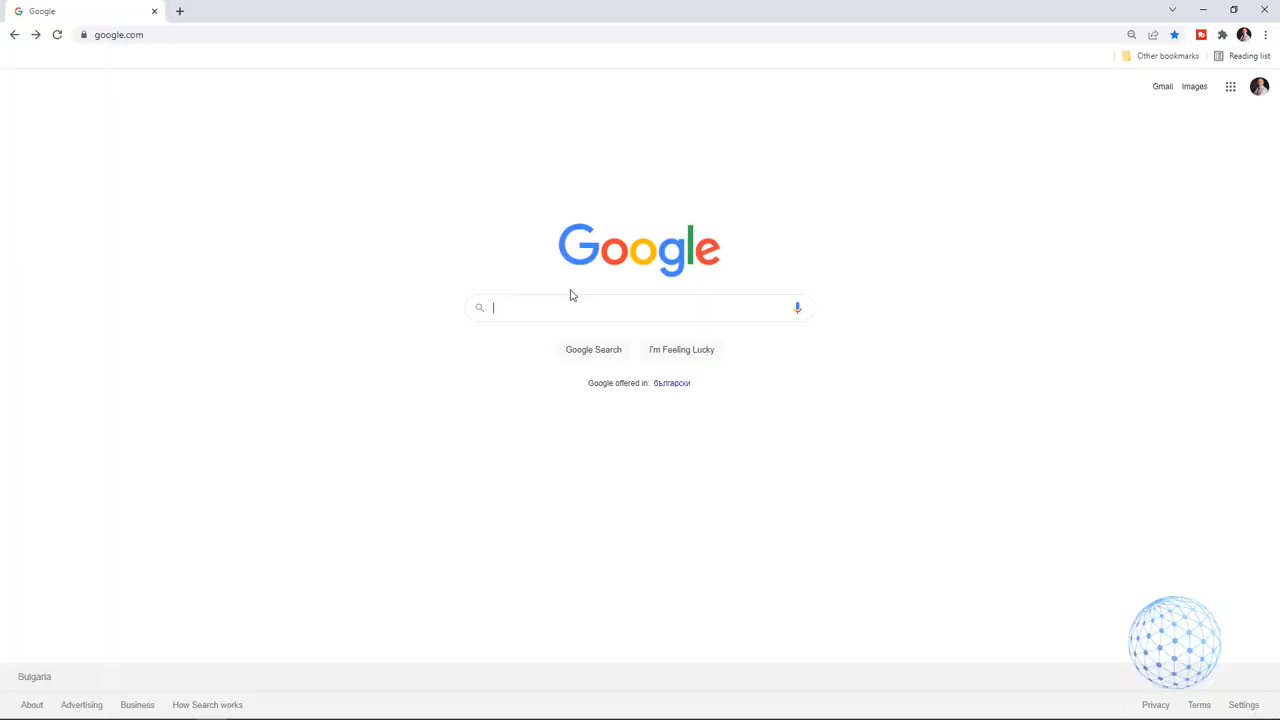 Google
google.com
Other bookmarks
Reading list
Gmail
Images
Google
Google Search
I'm Feeling Lucky
Google offered in: български
Bulgaria
About
Advertising
Business
How Search works
Privacy
Terms
Settings